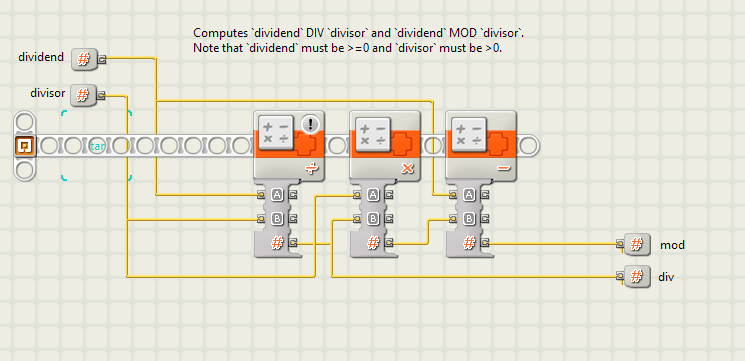 Computes `dividend` DIV `divisor` and `dividend` MOD `divisor`.
Note that `dividend` must be >=0 and `divisor` must be >0.
dividend #
divisor #
tar
!
÷ × −
A A A
B B B
# # #
# mod
# div